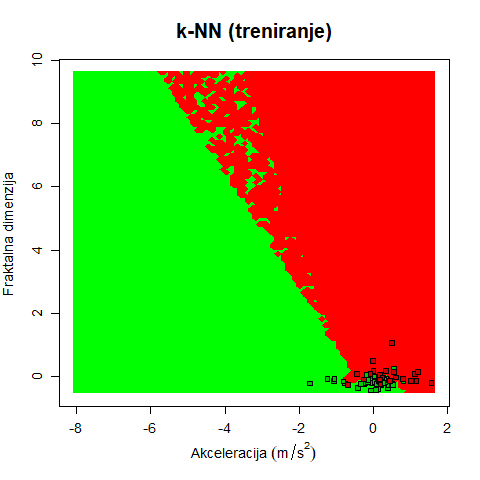 k-NN (treniranje)
10
8
6
4
2
0
Fraktalna dimenzija
-8 -6 -4 -2 0 2
Akceleracija (m/s²)